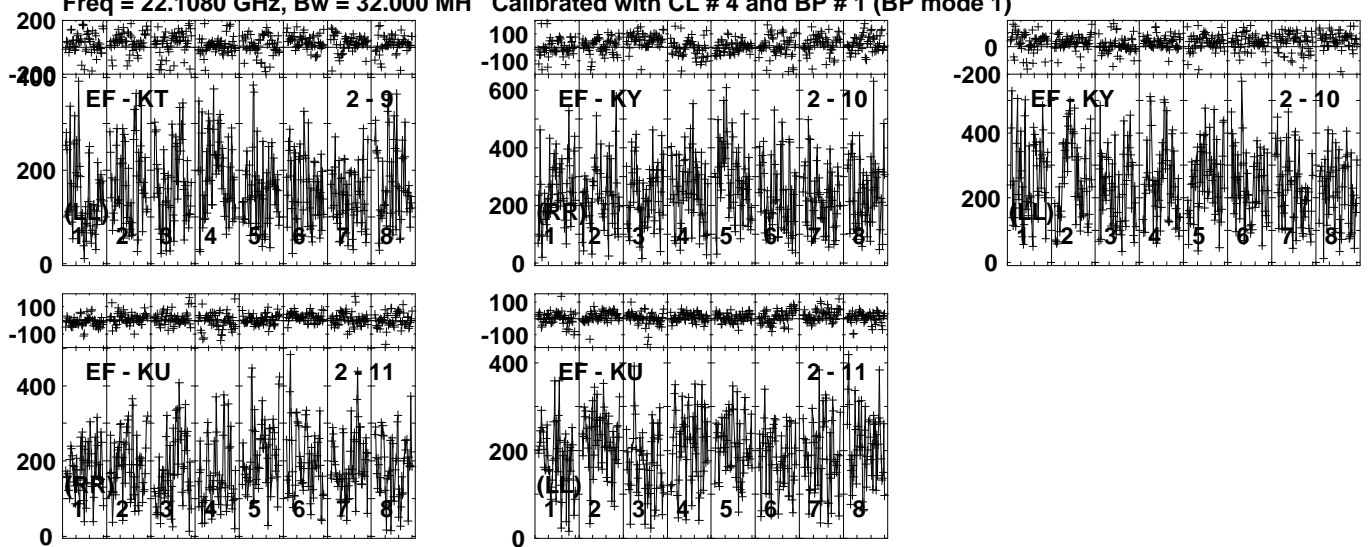 Freq = 22.1080 GHz, Bw = 32.000 MH Calibrated with CL # 4 and BP # 1 (BP mode 1)
200
-200
400
200
0
EF - KT
2 - 9
(LL)
1 2 3 4 5 6 7 8
100
-100
600
400
200
0
EF - KY
2 - 10
(RR)
1 2 3 4 5 6 7 8
0
-200
400
200
0
EF - KY
2 - 10
(LL)
1 2 3 4 5 6 7 8
100
-100
400
200
0
EF - KU
2 - 11
(RR)
1 2 3 4 5 6 7 8
100
-100
400
200
0
EF - KU
2 - 11
(LL)
1 2 3 4 5 6 7 8